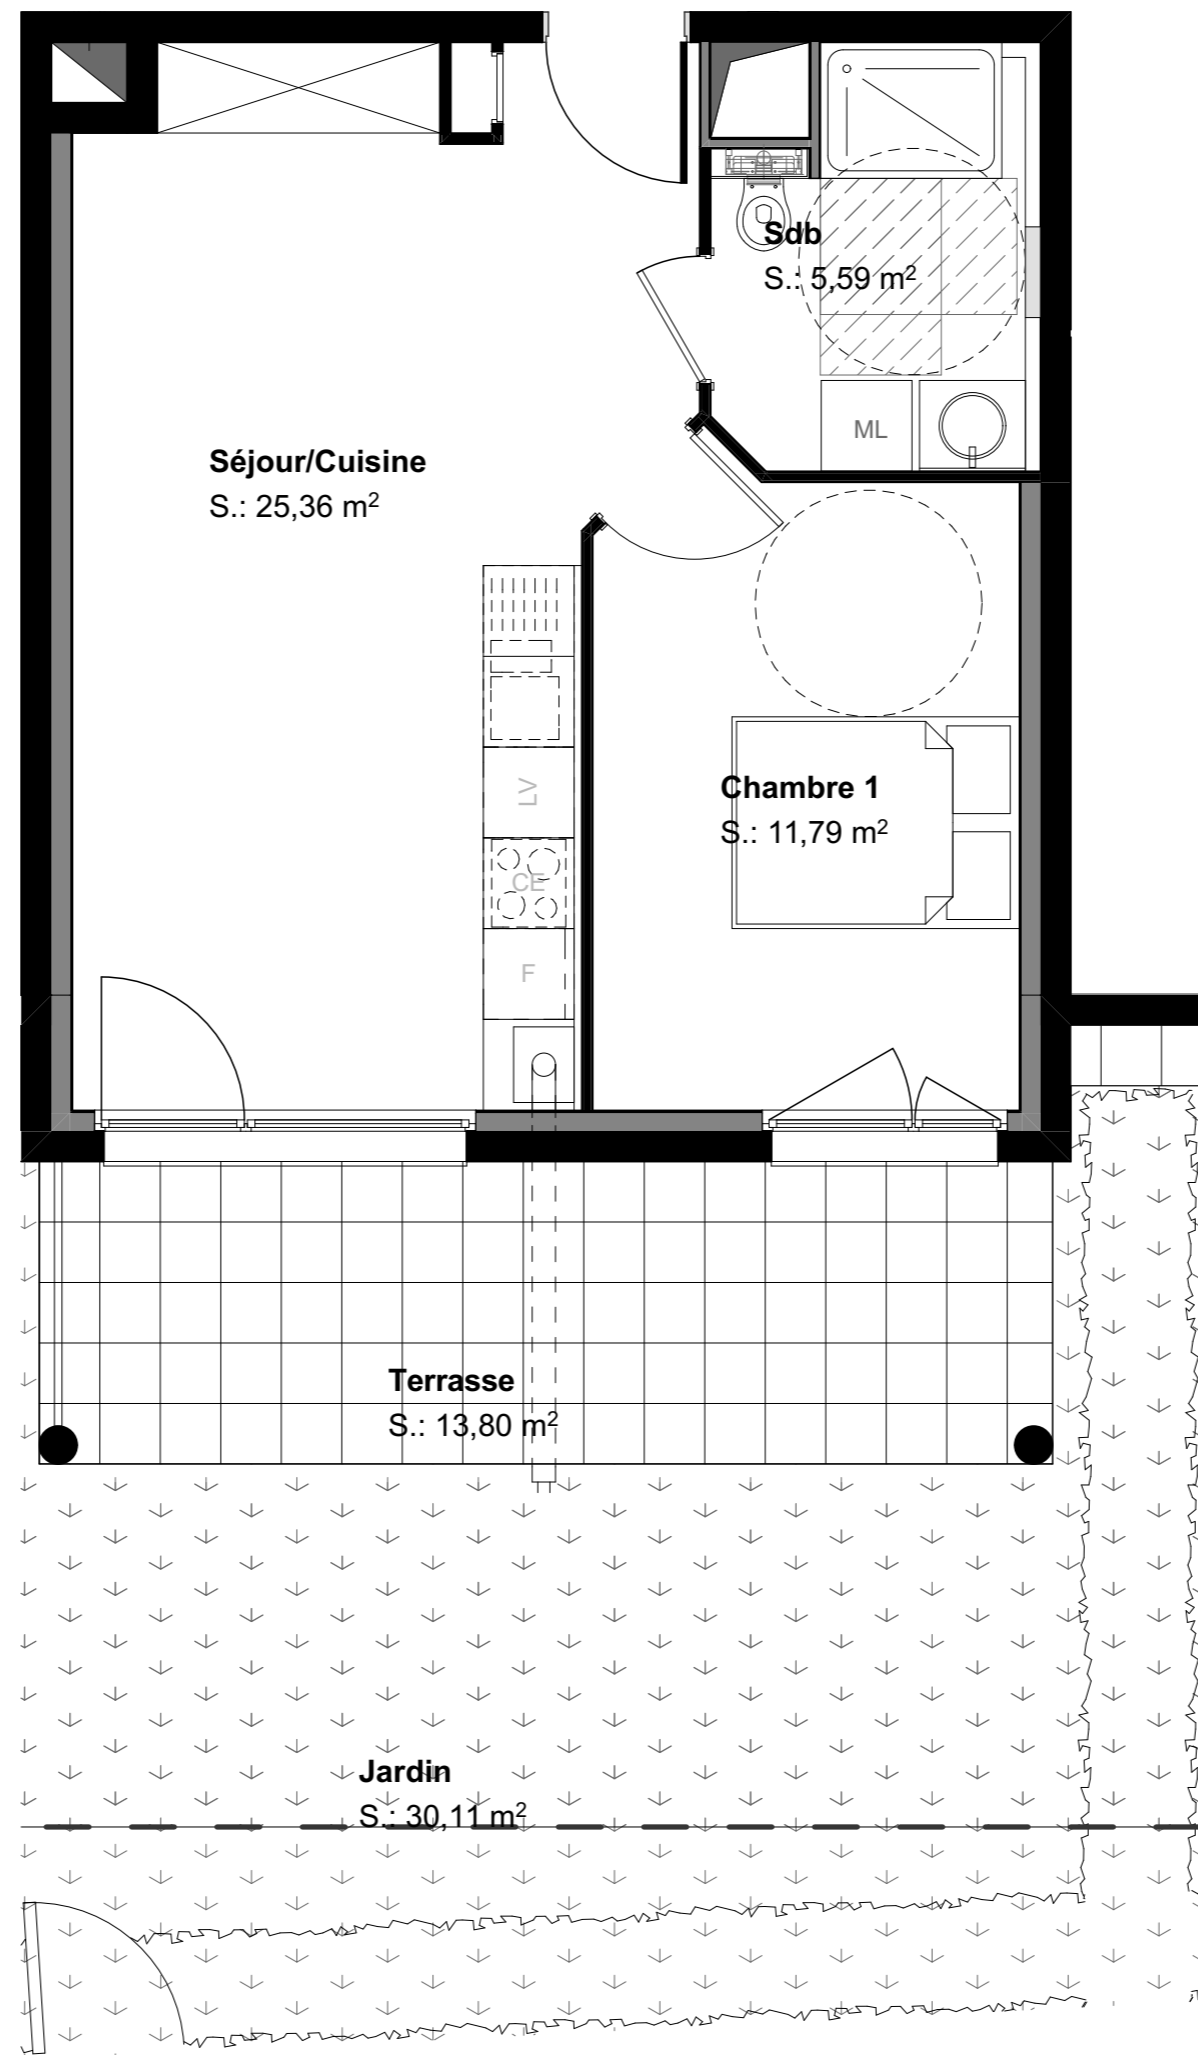 Sdb
S.: 5,59 m²
ML
Séjour/Cuisine
S.: 25,36 m²
LV
Chambre 1
S.: 11,79 m²
CE
F
Terrasse
S.: 13,80 m²
Jardin
S.: 30,11 m²